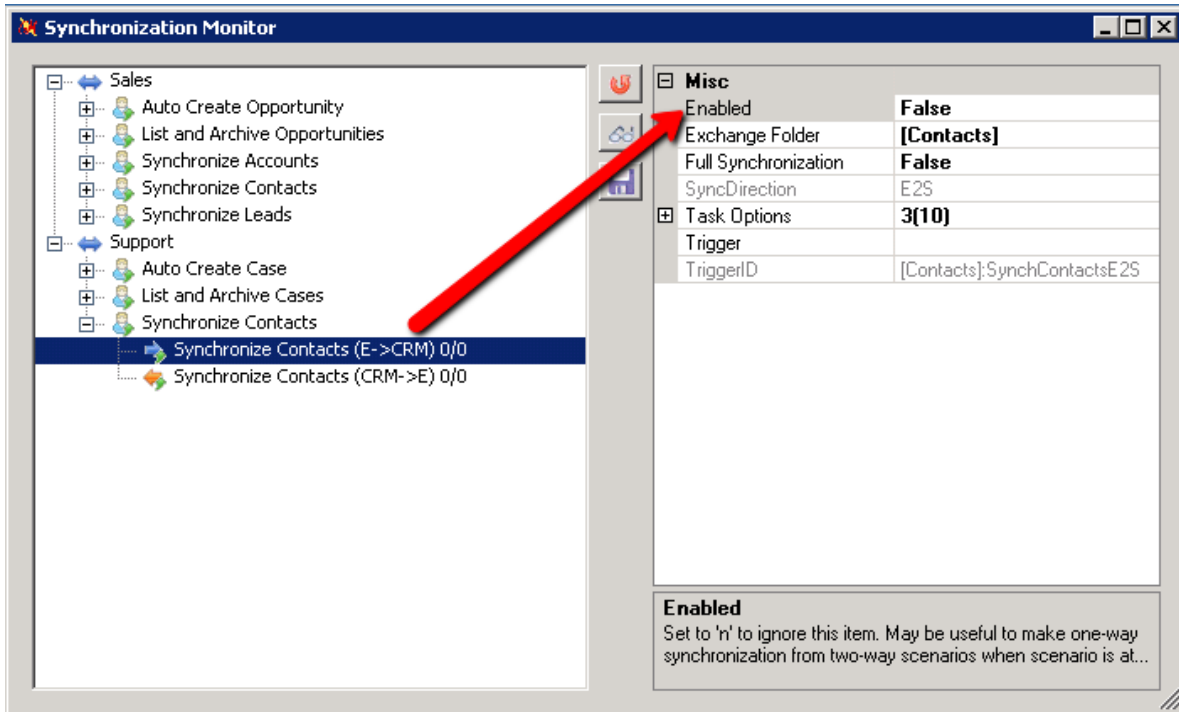 Synchronization Monitor
Sales
Auto Create Opportunity
List and Archive Opportunities
Synchronize Accounts
Synchronize Contacts
Synchronize Leads
Support
Auto Create Case
List and Archive Cases
Synchronize Contacts
Synchronize Contacts (E->CRM) 0/0
Synchronize Contacts (CRM->E) 0/0
Misc
Enabled False
Exchange Folder [Contacts]
Full Synchronization False
SyncDirection E2S
Task Options 3(10)
Trigger
TriggerID [Contacts]:SynchContactsE2S
Enabled
Set to 'n' to ignore this item. May be useful to make one-way
synchronization from two-way scenarios when scenario is at...